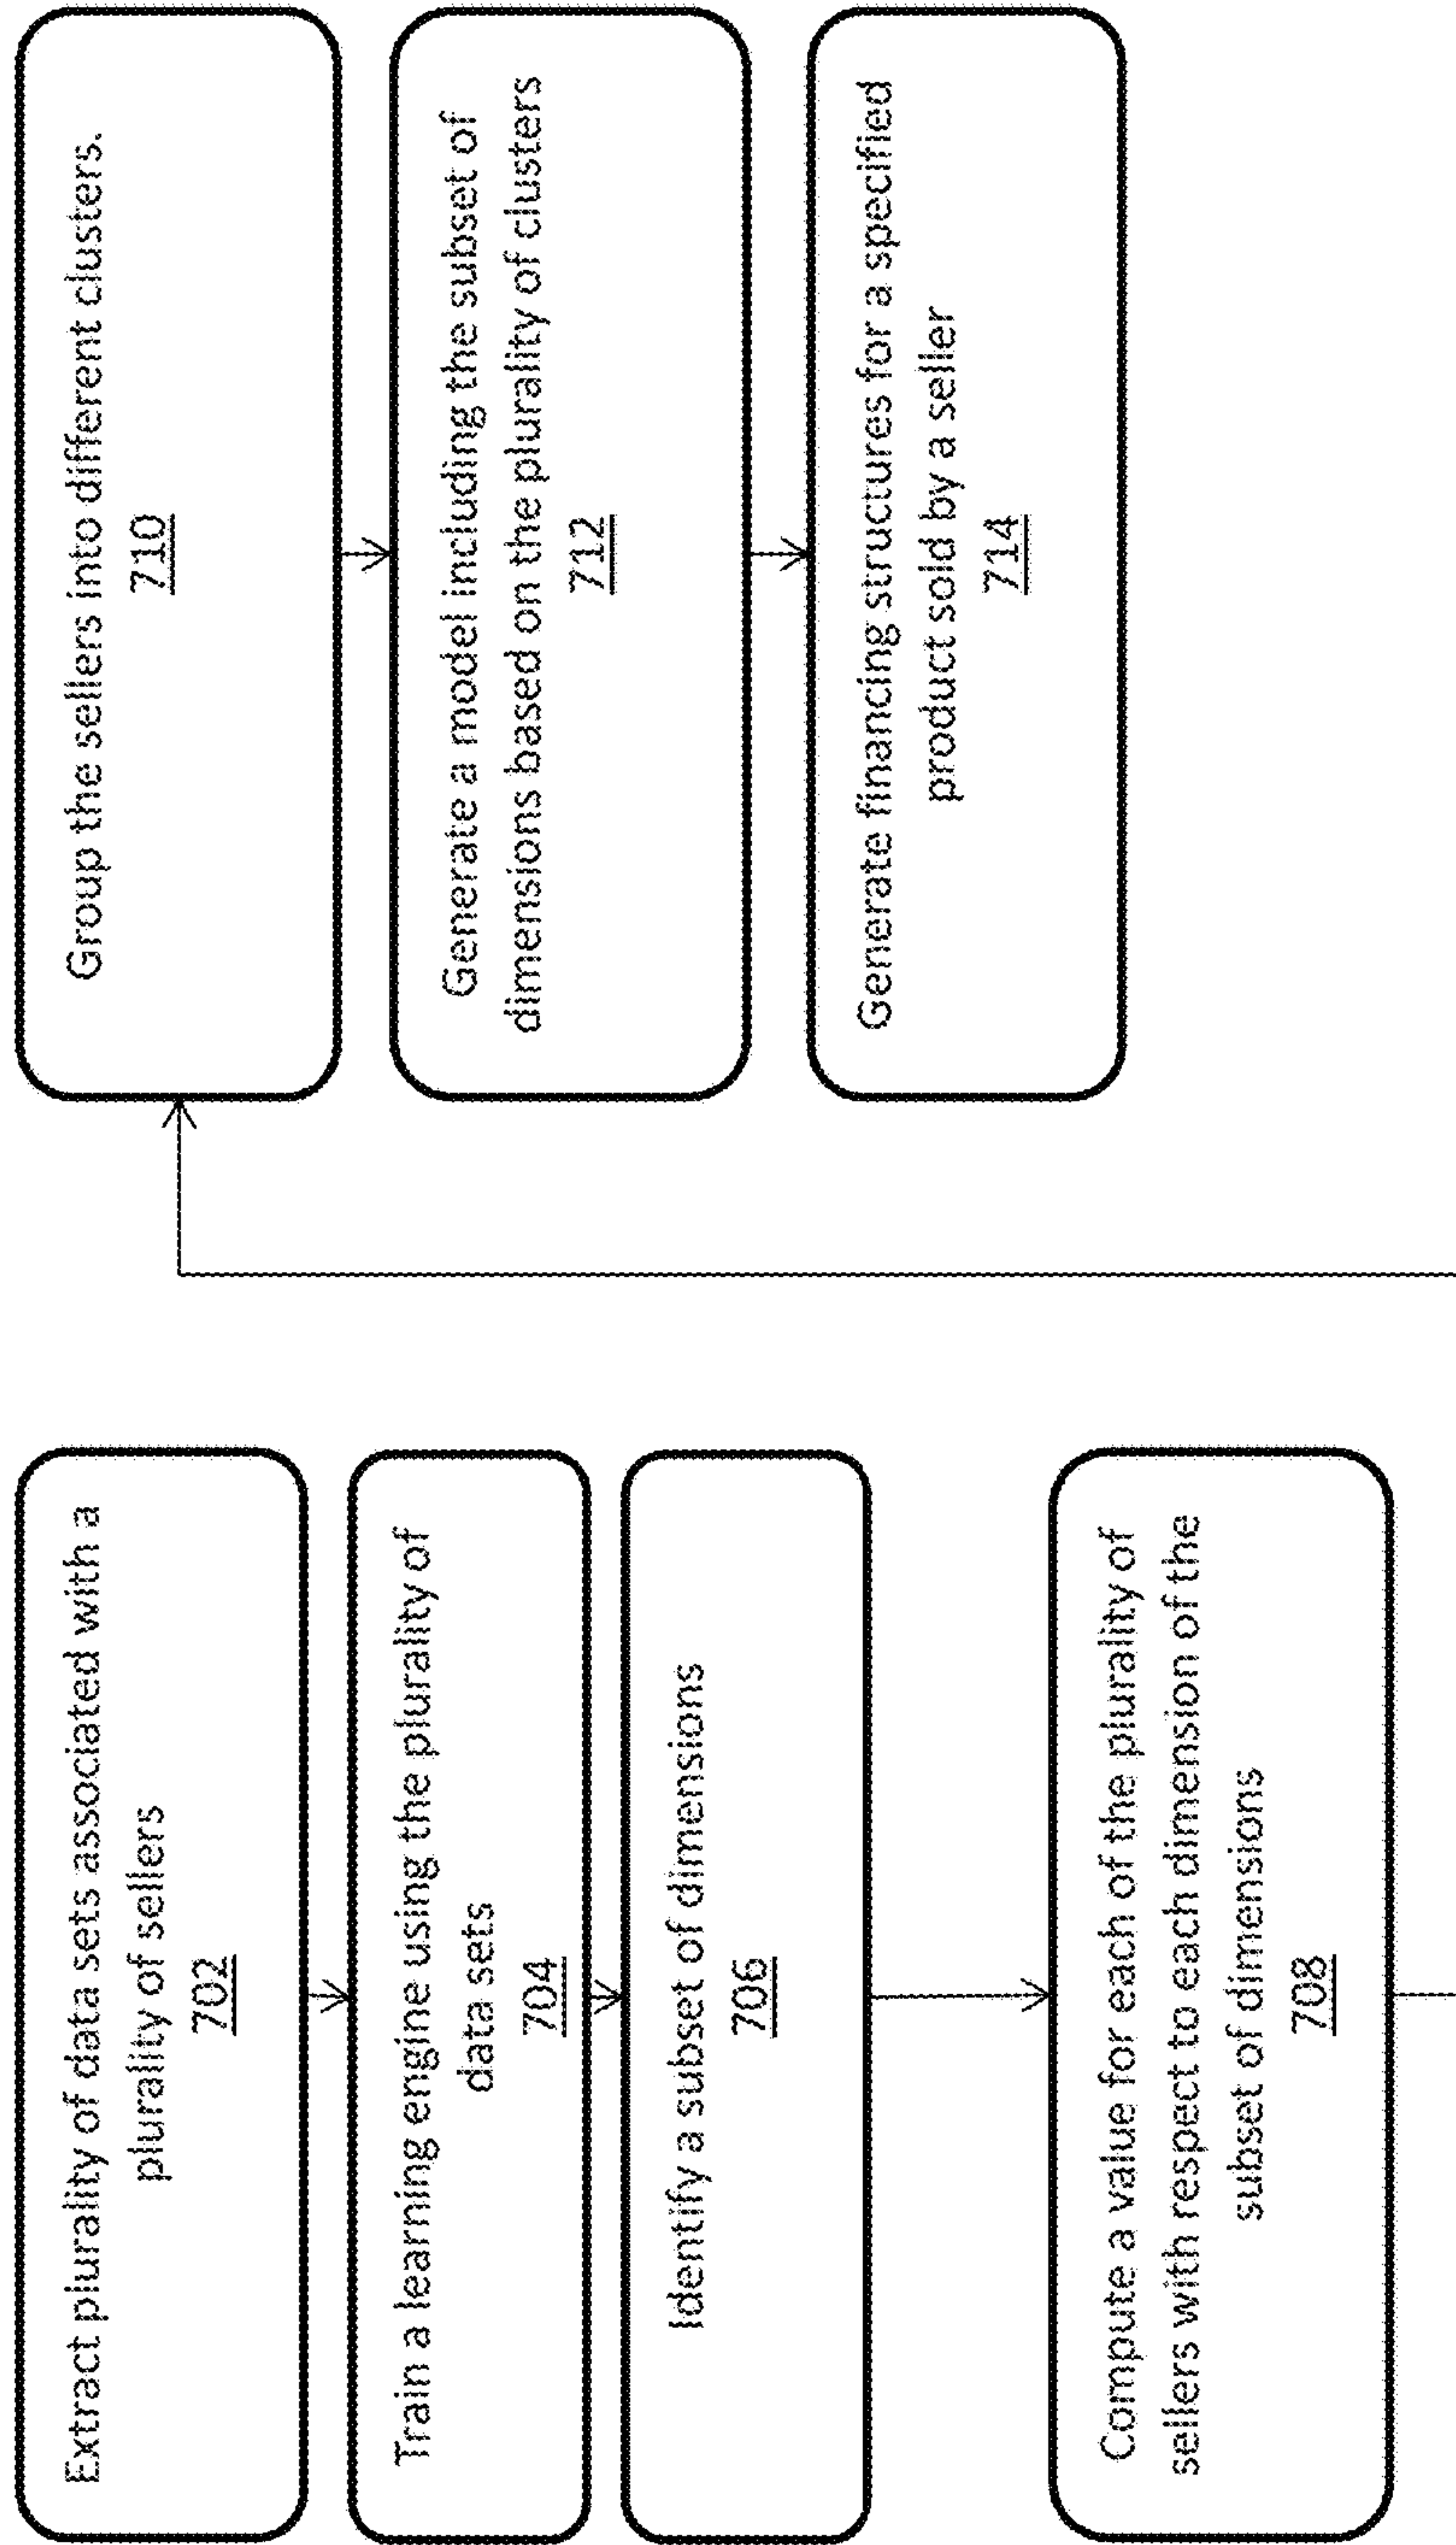 Extract plurality of data sets associated with a
plurality of sellers
702
Train a learning engine using the plurality of
data sets
704
Identify a subset of dimensions
706
Compute a value for each of the plurality of
sellers with respect to each dimension of the
subset of dimensions
708
Group the sellers into different clusters.
710
Generate a model including the subset of
dimensions based on the plurality of clusters
712
Generate financing structures for a specified
product sold by a seller
714